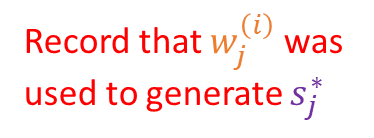 Record that $w_j^{(i)}$ was
used to generate $s_j^*$